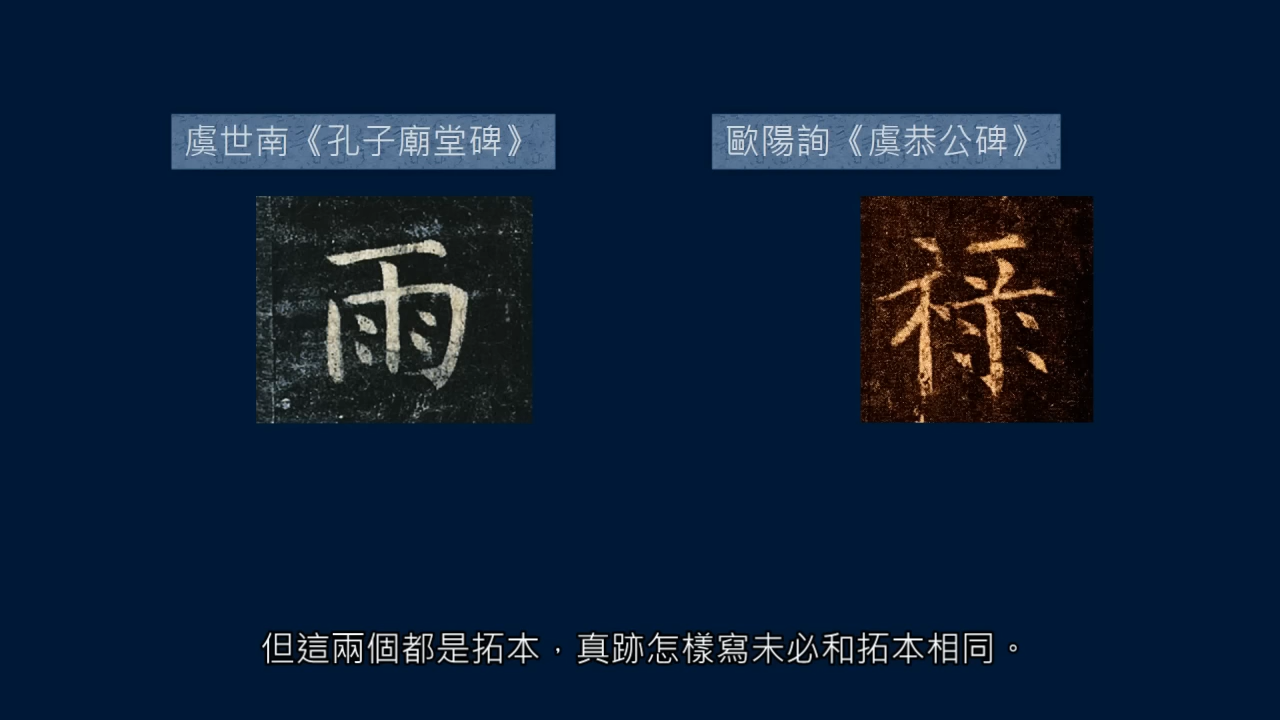 虞世南《孔子廟堂碑》
歐陽詢《虞恭公碑》
雨
禄
但這兩個都是拓本，真跡怎樣寫未必和拓本相同。